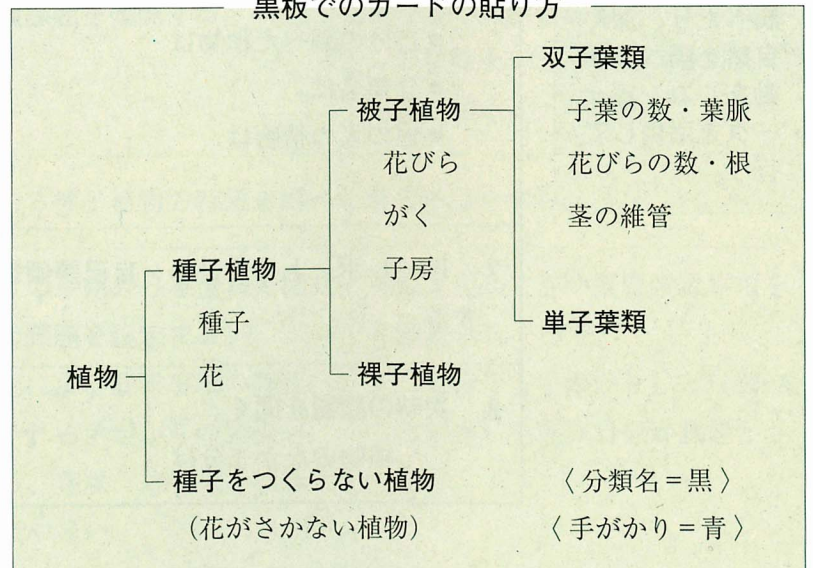 黒板でのカードの貼り方
双子葉類
被子植物
子葉の数・葉脈
花びら
花びらの数・根
がく
茎の維管
種子植物
子房
種子
単子葉類
植物
花
裸子植物
種子をつくらない植物
〈分類名＝黒〉
(花がさかない植物)
〈手がかり＝青〉